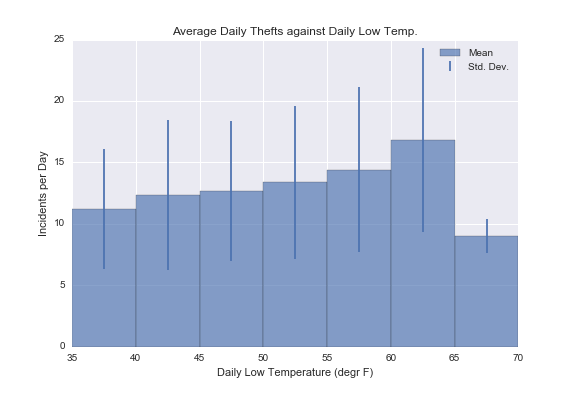 Average Daily Thefts against Daily Low Temp.
25
20
15
10
5
0
Incidents per Day
Mean
Std. Dev.
35 40 45 50 55 60 65 70
Daily Low Temperature (degr F)